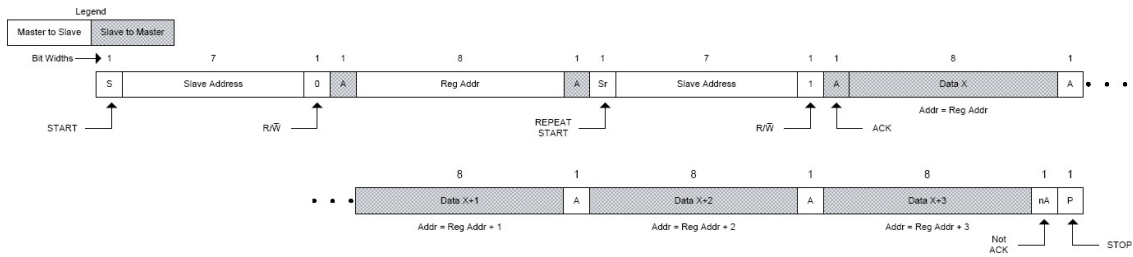 Legend
Master to Slave Slave to Master
Bit Widths 1 7 1 1 8 1 1 7 1 1 8 1
S Slave Address 0 A Reg Addr A Sr Slave Address 1 A Data X A • • •
Addr = Reg Addr
START R/W̅ REPEAT START R/W̅ ACK
8 1 8 1 8 1 1
• • • Data X+1 A Data X+2 A Data X+3 nA P
Addr = Reg Addr + 1 Addr = Reg Addr + 2 Addr = Reg Addr + 3
Not ACK STOP